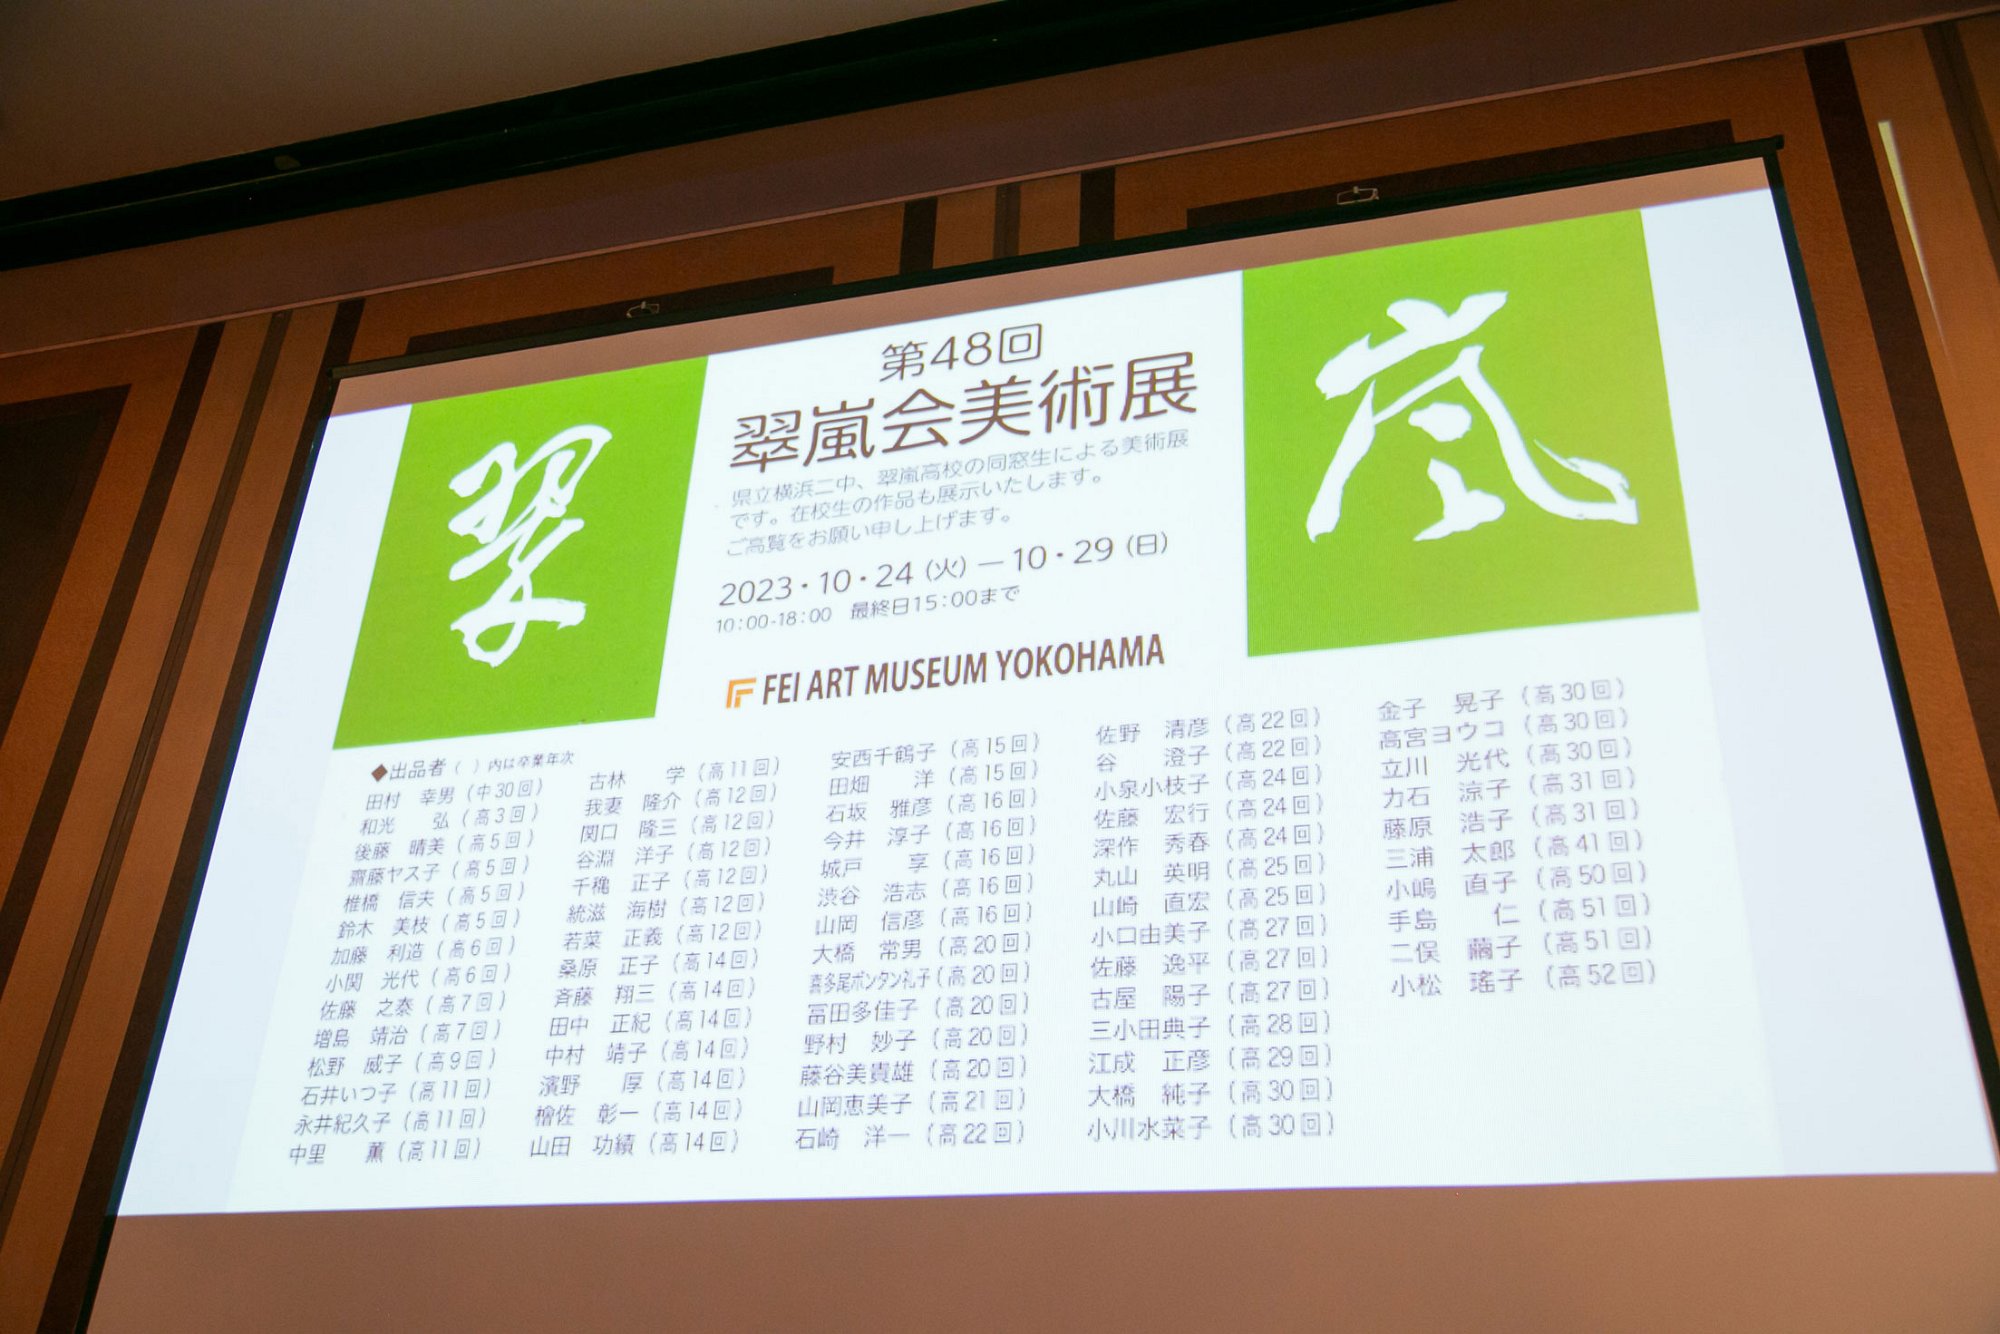 翠
嵐
第48回
翠嵐会美術展
県立横浜二中、翠嵐高校の同窓生による美術展
です。在校生の作品も展示いたします。
ご高覧をお願い申し上げます。
2023・10・24（火）— 10・29（日）
10:00-18:00　最終日15:00まで
FEI ART MUSEUM YOKOHAMA
◆出品者（　）内は卒業年次
田村　幸男（中30回）
和光　弘（高3回）
後藤　晴美（高5回）
齋藤ヤス子（高5回）
椎橋　信夫（高5回）
鈴木　美枝（高5回）
加藤　利造（高6回）
小関　光代（高6回）
佐藤　之泰（高7回）
増島　靖治（高7回）
松野　威子（高9回）
石井いつ子（高11回）
永井紀久子（高11回）
中里　薫（高11回）
古林　学（高11回）
我妻　隆介（高12回）
関口　隆三（高12回）
谷淵　洋子（高12回）
千穐　正子（高12回）
統滋　海樹（高12回）
若菜　正義（高12回）
桑原　正子（高14回）
斉藤　翔三（高14回）
田中　正紀（高14回）
中村　靖子（高14回）
濱野　厚（高14回）
檜佐　彰一（高14回）
山田　功績（高14回）
安西千鶴子（高15回）
田畑　洋（高15回）
石坂　雅彦（高16回）
今井　淳子（高16回）
城戸　享（高16回）
渋谷　浩志（高16回）
山岡　信彦（高16回）
大橋　常男（高20回）
喜多尾ボンタン礼子（高20回）
冨田多佳子（高20回）
野村　妙子（高20回）
藤谷美貴雄（高20回）
山岡恵美子（高21回）
石崎　洋一（高22回）
佐野　清彦（高22回）
谷　澄子（高22回）
小泉小枝子（高24回）
佐藤　宏行（高24回）
深作　秀春（高24回）
丸山　英明（高25回）
山崎　直宏（高25回）
小口由美子（高27回）
佐藤　逸平（高27回）
古屋　陽子（高27回）
三小田典子（高28回）
江成　正彦（高29回）
大橋　純子（高30回）
小川水菜子（高30回）
金子　晃子（高30回）
高宮ヨウコ（高30回）
立川　光代（高30回）
力石　涼子（高31回）
藤原　浩子（高31回）
三浦　太郎（高41回）
小嶋　直子（高50回）
手島　仁（高51回）
二俣　繭子（高51回）
小松　瑤子（高52回）